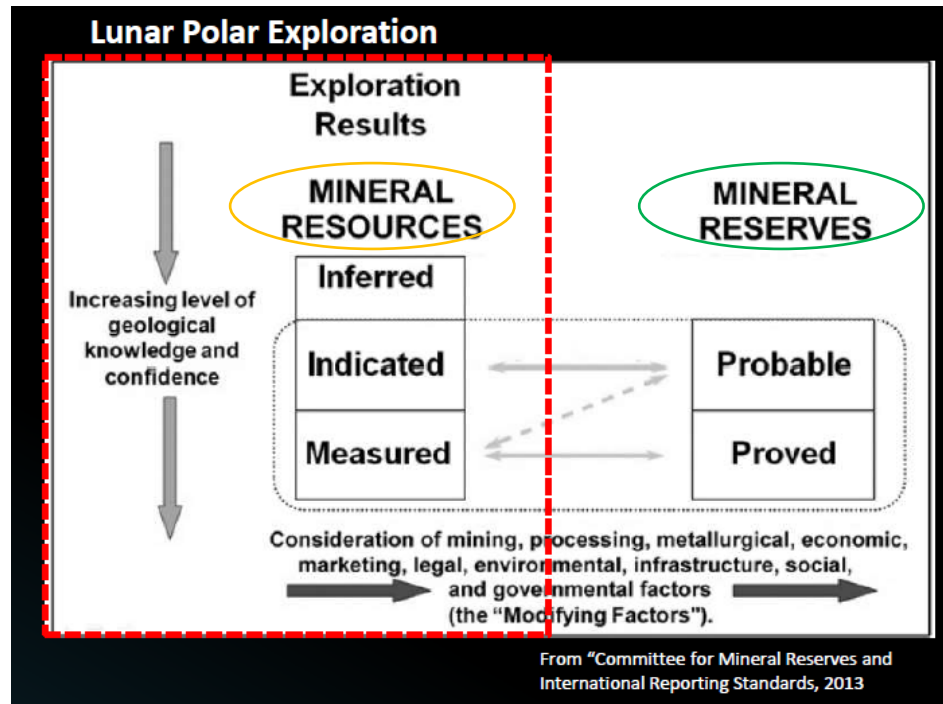 Lunar Polar Exploration
Exploration
Results
MINERAL
RESOURCES
MINERAL
RESERVES
Increasing level of
geological
knowledge and
confidence
Inferred
Indicated
Measured
Probable
Proved
Consideration of mining, processing, metallurgical, economic,
marketing, legal, environmental, infrastructure, social,
and governmental factors
(the “Modifying Factors").
From “Committee for Mineral Reserves and
International Reporting Standards, 2013